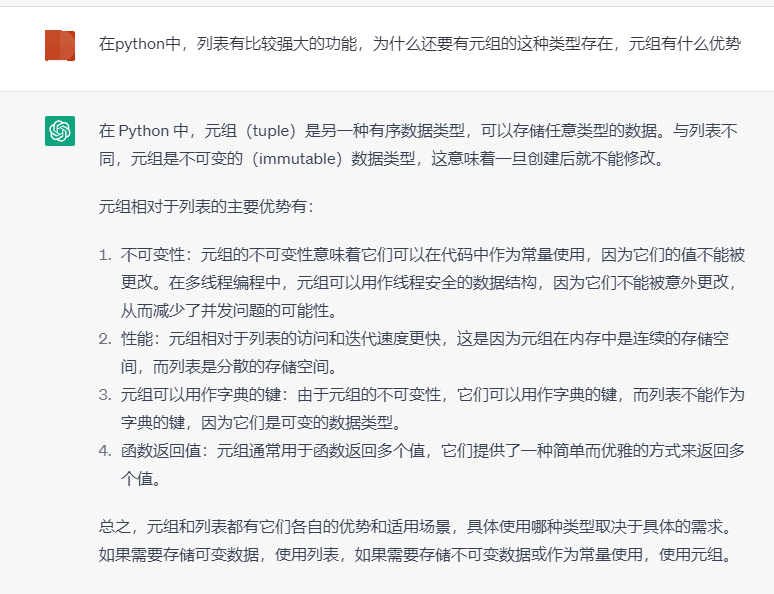 在python中，列表有比较强大的功能，为什么还要有元组的这种类型存在，元组有什么优势
在 Python 中，元组（tuple）是另一种有序数据类型，可以存储任意类型的数据。与列表不
同，元组是不可变的（immutable）数据类型，这意味着一旦创建后就不能修改。
元组相对于列表的主要优势有：
1. 不可变性：元组的不可变性意味着它们可以在代码中作为常量使用，因为它们的值不能被
更改。在多线程编程中，元组可以用作线程安全的数据结构，因为它们不能被意外更改，
从而减少了并发问题的可能性。
2. 性能：元组相对于列表的访问和迭代速度更快，这是因为元组在内存中是连续的存储空
间，而列表是分散的存储空间。
3. 元组可以用作字典的键：由于元组的不可变性，它们可以用作字典的键，而列表不能作为
字典的键，因为它们是可变的数据类型。
4. 函数返回值：元组通常用于函数返回多个值，它们提供了一种简单而优雅的方式来返回多
个值。
总之，元组和列表都有它们各自的优势和适用场景，具体使用哪种类型取决于具体的需求。
如果需要存储可变数据，使用列表，如果需要存储不可变数据或作为常量使用，使用元组。